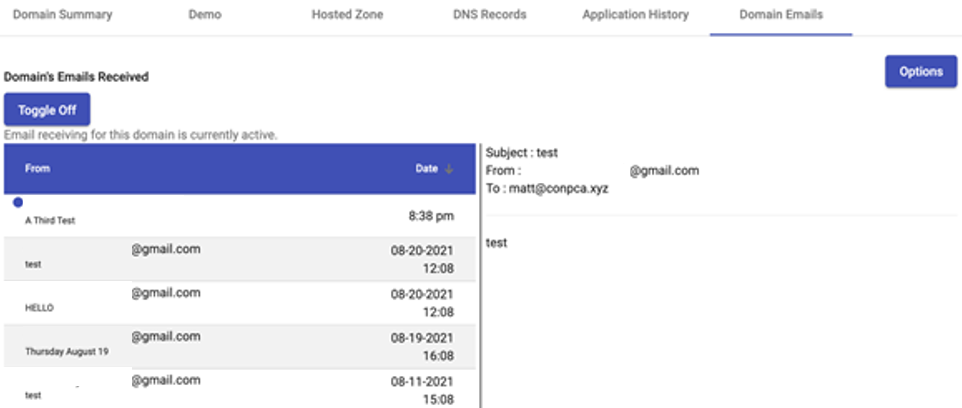 Domain Summary Demo Hosted Zone DNS Records Application History Domain Emails
Options
Domain's Emails Received
Toggle Off
Email receiving for this domain is currently active.
From Date
A Third Test 8:38 pm
@gmail.com 08-20-2021
test 12:08
@gmail.com 08-20-2021
HELLO 12:08
@gmail.com 08-19-2021
Thursday August 19 16:08
@gmail.com 08-11-2021
test 15:08
Subject : test
From : @gmail.com
To : matt@conpca.xyz
test